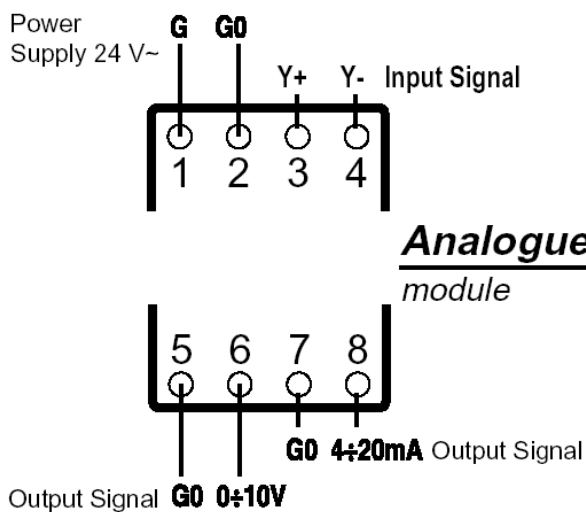 Power
Supply 24 V~
G G0
Y+ Y- Input Signal
1 2 3 4
Analogue
module
5 6 7 8
G0 4÷20mA Output Signal
Output Signal G0 0÷10V